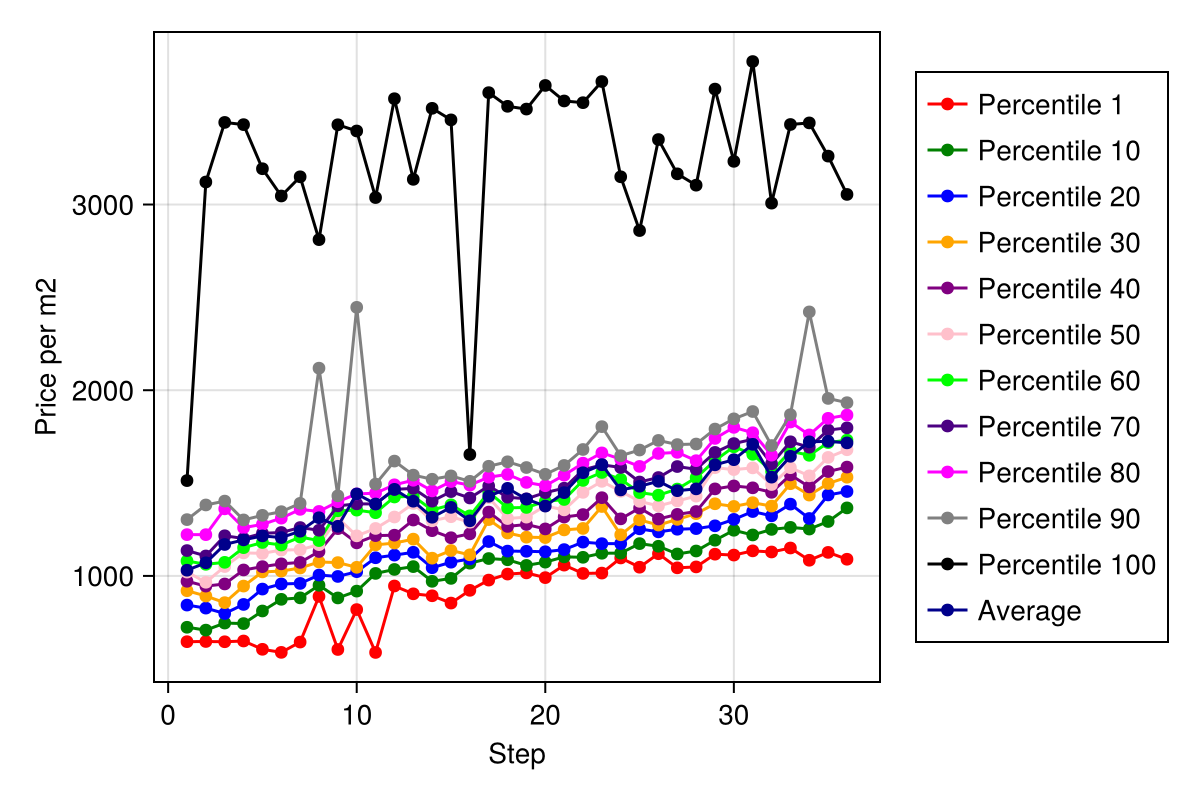 Price per m2
3000
2000
1000
0
10
20
30
Step
Percentile 1
Percentile 10
Percentile 20
Percentile 30
Percentile 40
Percentile 50
Percentile 60
Percentile 70
Percentile 80
Percentile 90
Percentile 100
Average